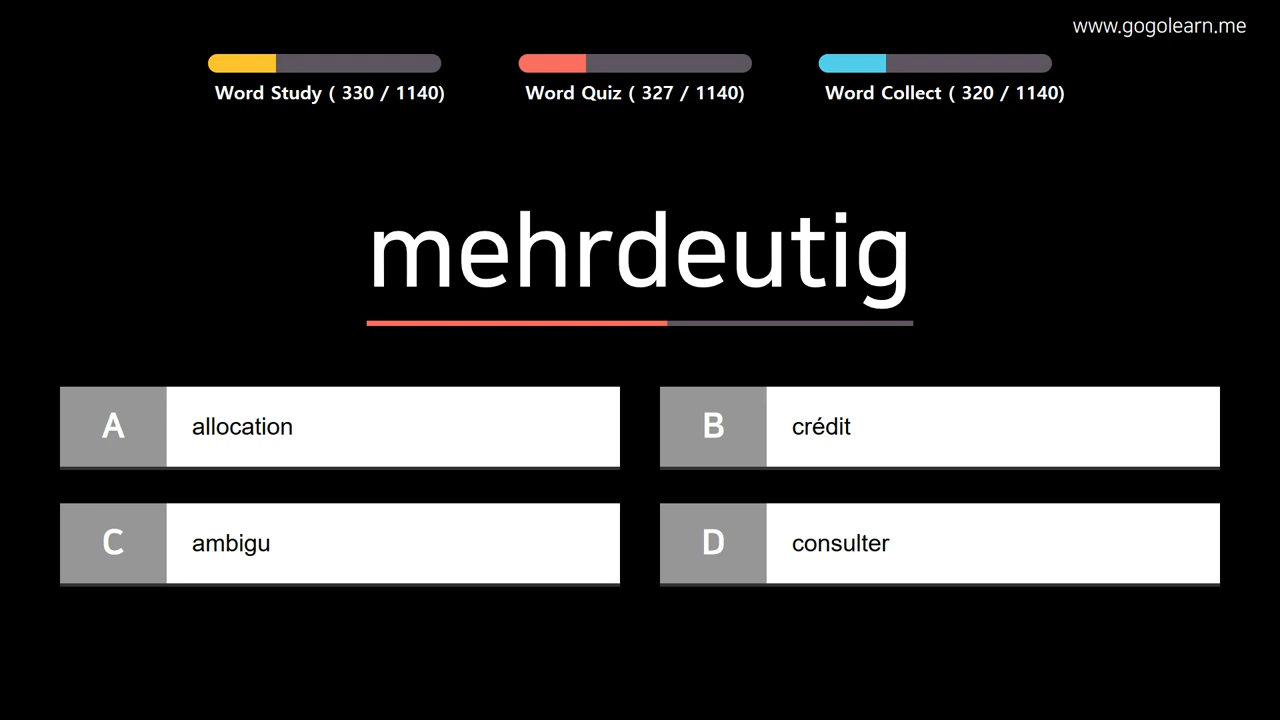 www.gogolearn.me
Word Study ( 330 / 1140)
Word Quiz ( 327 / 1140)
Word Collect ( 320 / 1140)
mehrdeutig
A allocation
B crédit
C ambigu
D consulter